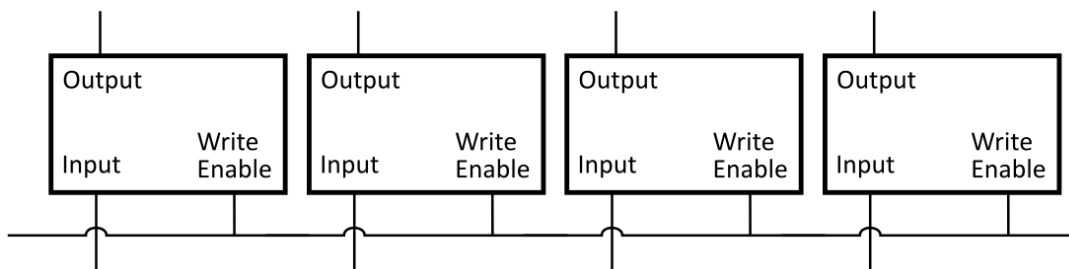 Output
Output
Output
Output
Write
Write
Write
Write
Input
Enable
Input
Enable
Input
Enable
Input
Enable